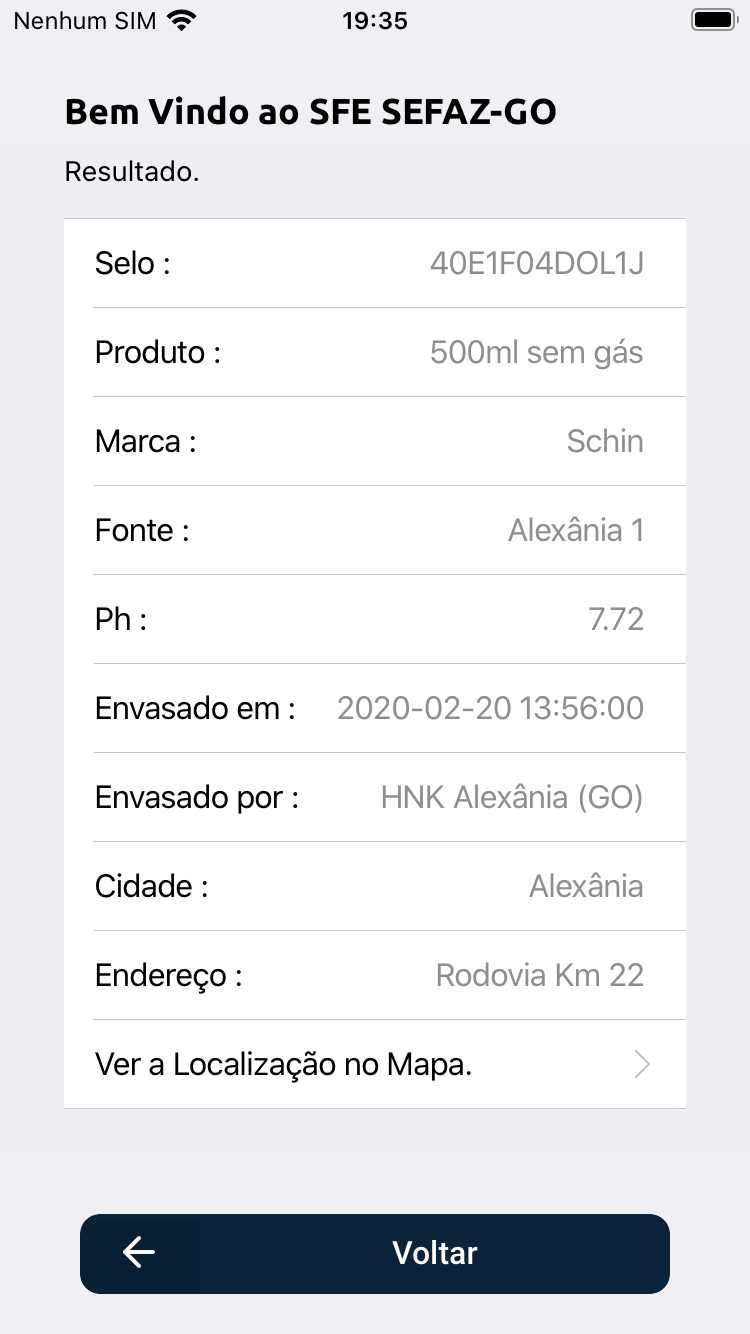 Nenhum SIM 19:35
Bem Vindo ao SFE SEFAZ-GO
Resultado.
Selo : 40E1F04DOL1J
Produto : 500ml sem gás
Marca : Schin
Fonte : Alexânia 1
Ph : 7.72
Envasado em : 2020-02-20 13:56:00
Envasado por : HNK Alexânia (GO)
Cidade : Alexânia
Endereço : Rodovia Km 22
Ver a Localização no Mapa.
Voltar